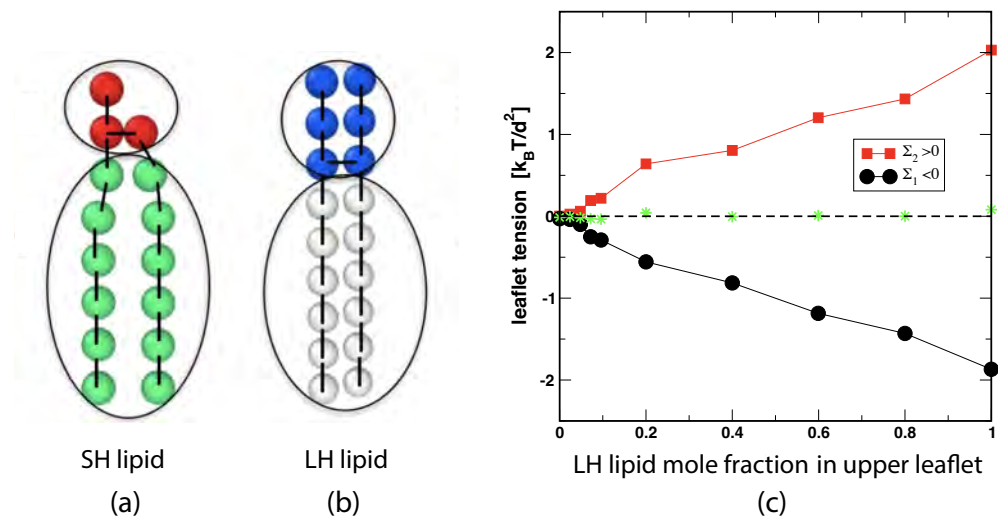 SH lipid
(a)
LH lipid
(b)
leaflet tension [k_BT/d²]
2
1
0
-1
-2
Σ₂ >0
Σ₁ <0
0
0.2
0.4
0.6
0.8
1
LH lipid mole fraction in upper leaflet
(c)